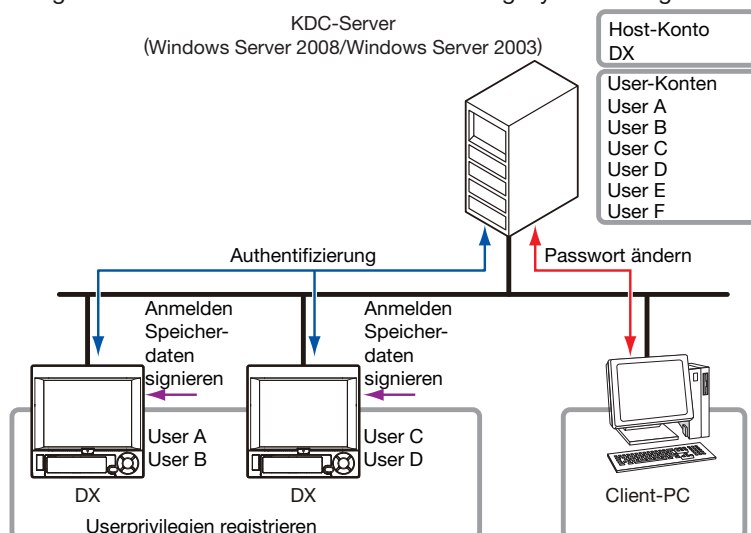 KDC-Server
(Windows Server 2008/Windows Server 2003)
Host-Konto
DX
User-Konten
User A
User B
User C
User D
User E
User F
Authentifizierung
Passwort ändern
Anmelden
Speicher-
daten
signieren
Anmelden
Speicher-
daten
signieren
User A
User B
User C
User D
DX
DX
Client-PC
Userprivilegien registrieren